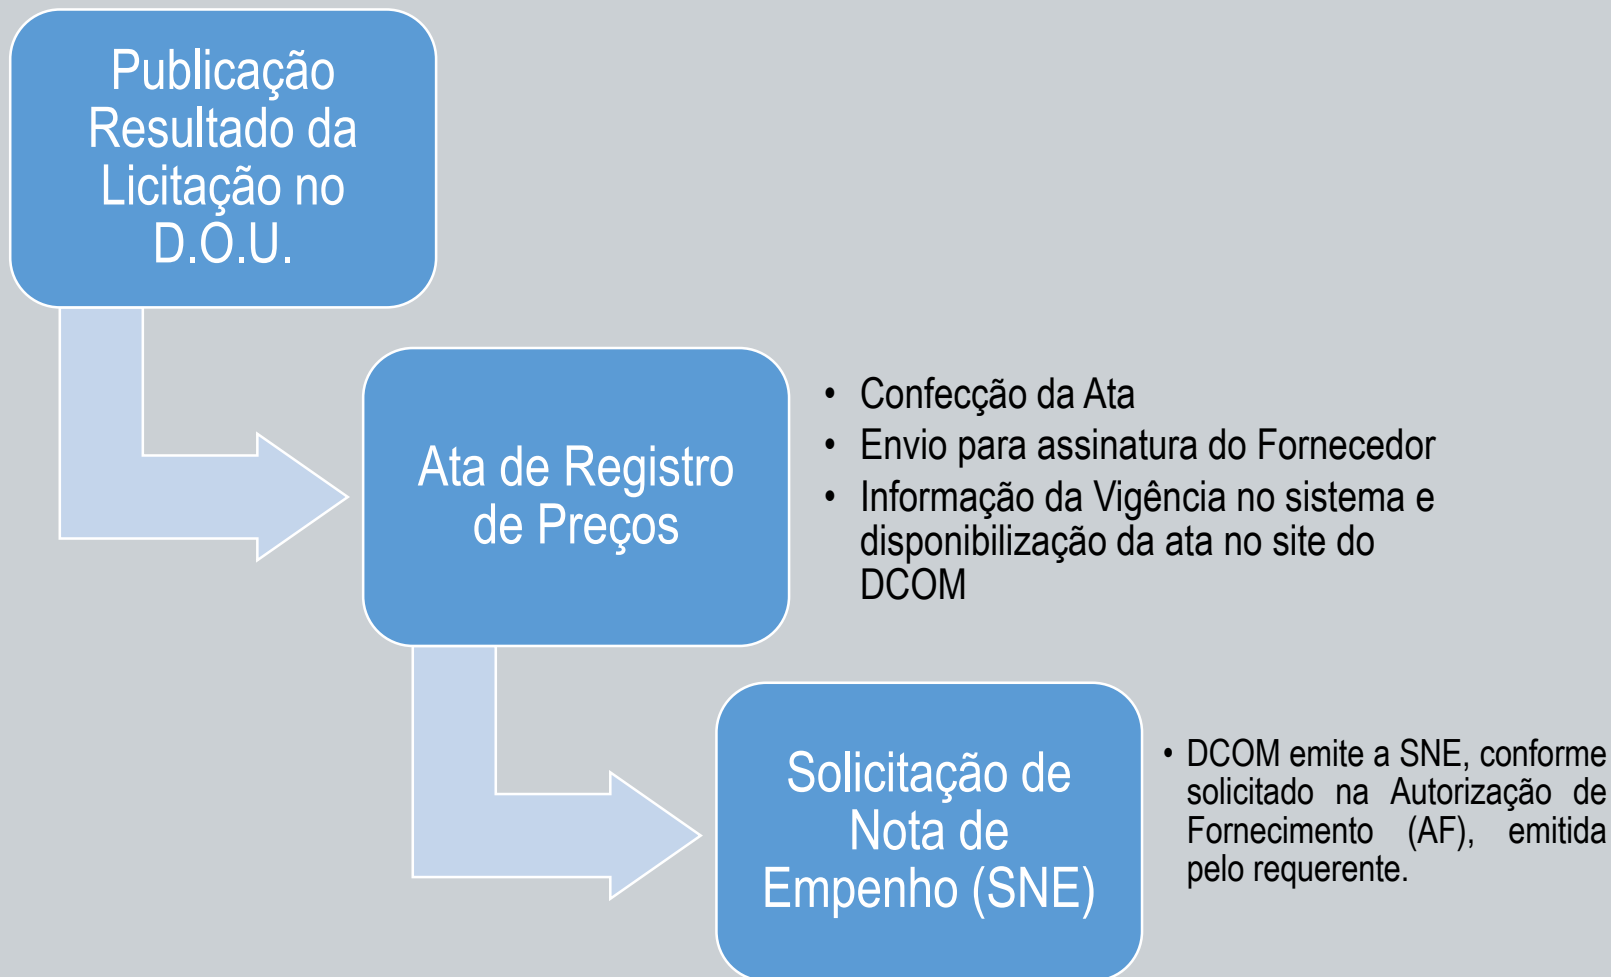 Publicação
Resultado da
Licitação no
D.O.U.
Ata de Registro
de Preços
• Confecção da Ata
• Envio para assinatura do Fornecedor
• Informação da Vigência no sistema e
disponibilização da ata no site do
DCOM
Solicitação de
Nota de
Empenho (SNE)
• DCOM emite a SNE, conforme
solicitado na Autorização de
Fornecimento (AF), emitida
pelo requerente.